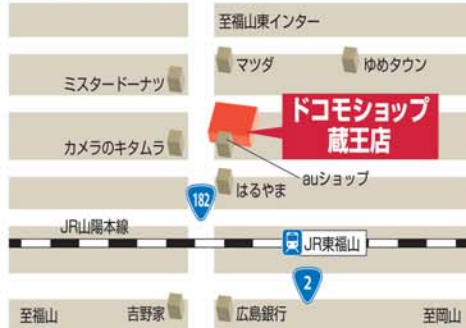 至福山東インター
マツダ
ゆめタウン
ミスタードーナツ
ドコモショップ
蔵王店
カメラのキタムラ
auショップ
はるやま
182
JR山陽本線
JR東福山
2
至福山
吉野家
広島銀行
至岡山